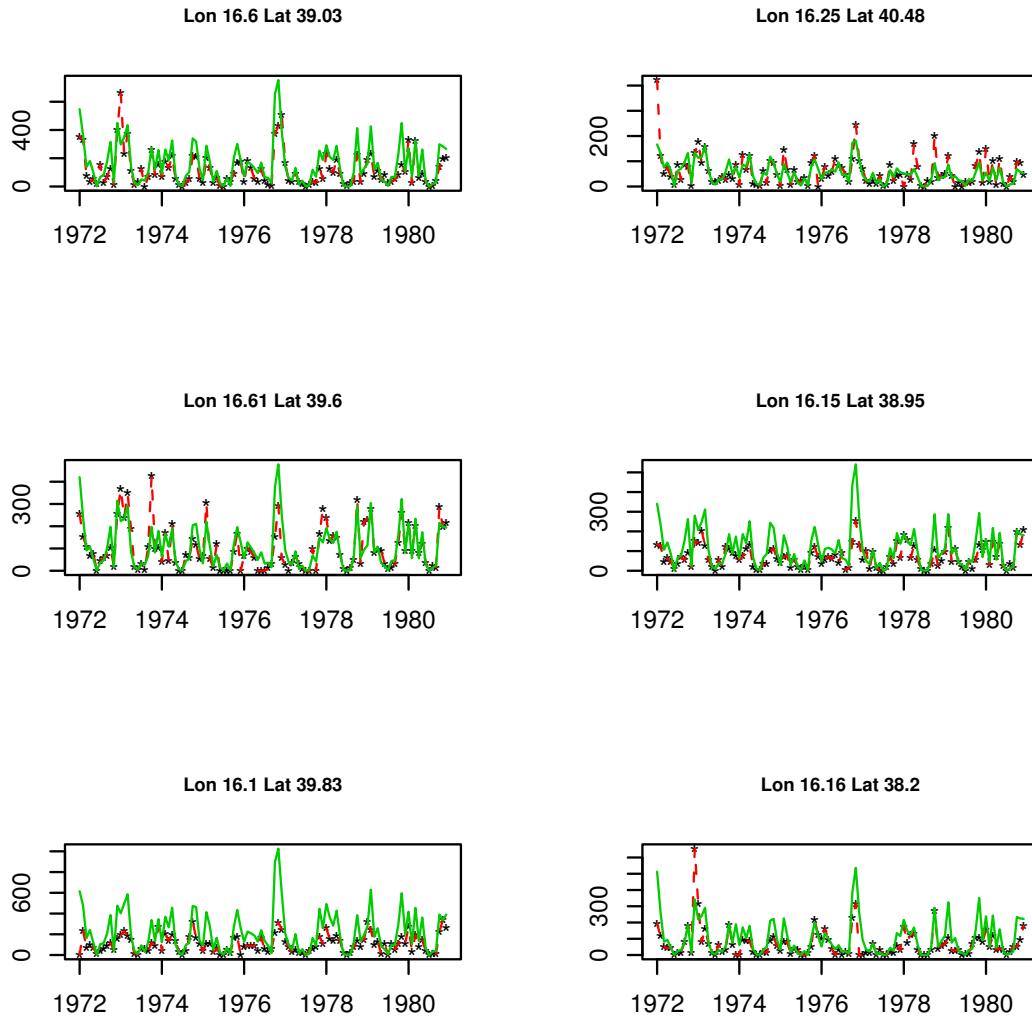 Lon 16.6 Lat 39.03
Lon 16.25 Lat 40.48
400
0
1972 1974 1976 1978 1980
200
0
1972 1974 1976 1978 1980
Lon 16.61 Lat 39.6
Lon 16.15 Lat 38.95
300
0
1972 1974 1976 1978 1980
300
0
1972 1974 1976 1978 1980
Lon 16.1 Lat 39.83
Lon 16.16 Lat 38.2
600
0
1972 1974 1976 1978 1980
300
0
1972 1974 1976 1978 1980